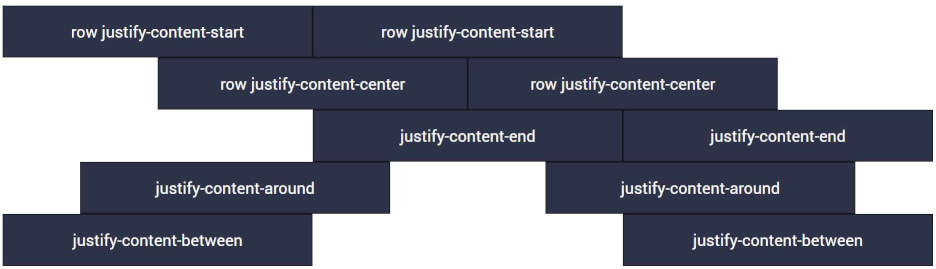 row justify-content-start row justify-content-start
row justify-content-center row justify-content-center
justify-content-end justify-content-end
justify-content-around justify-content-around
justify-content-between justify-content-between